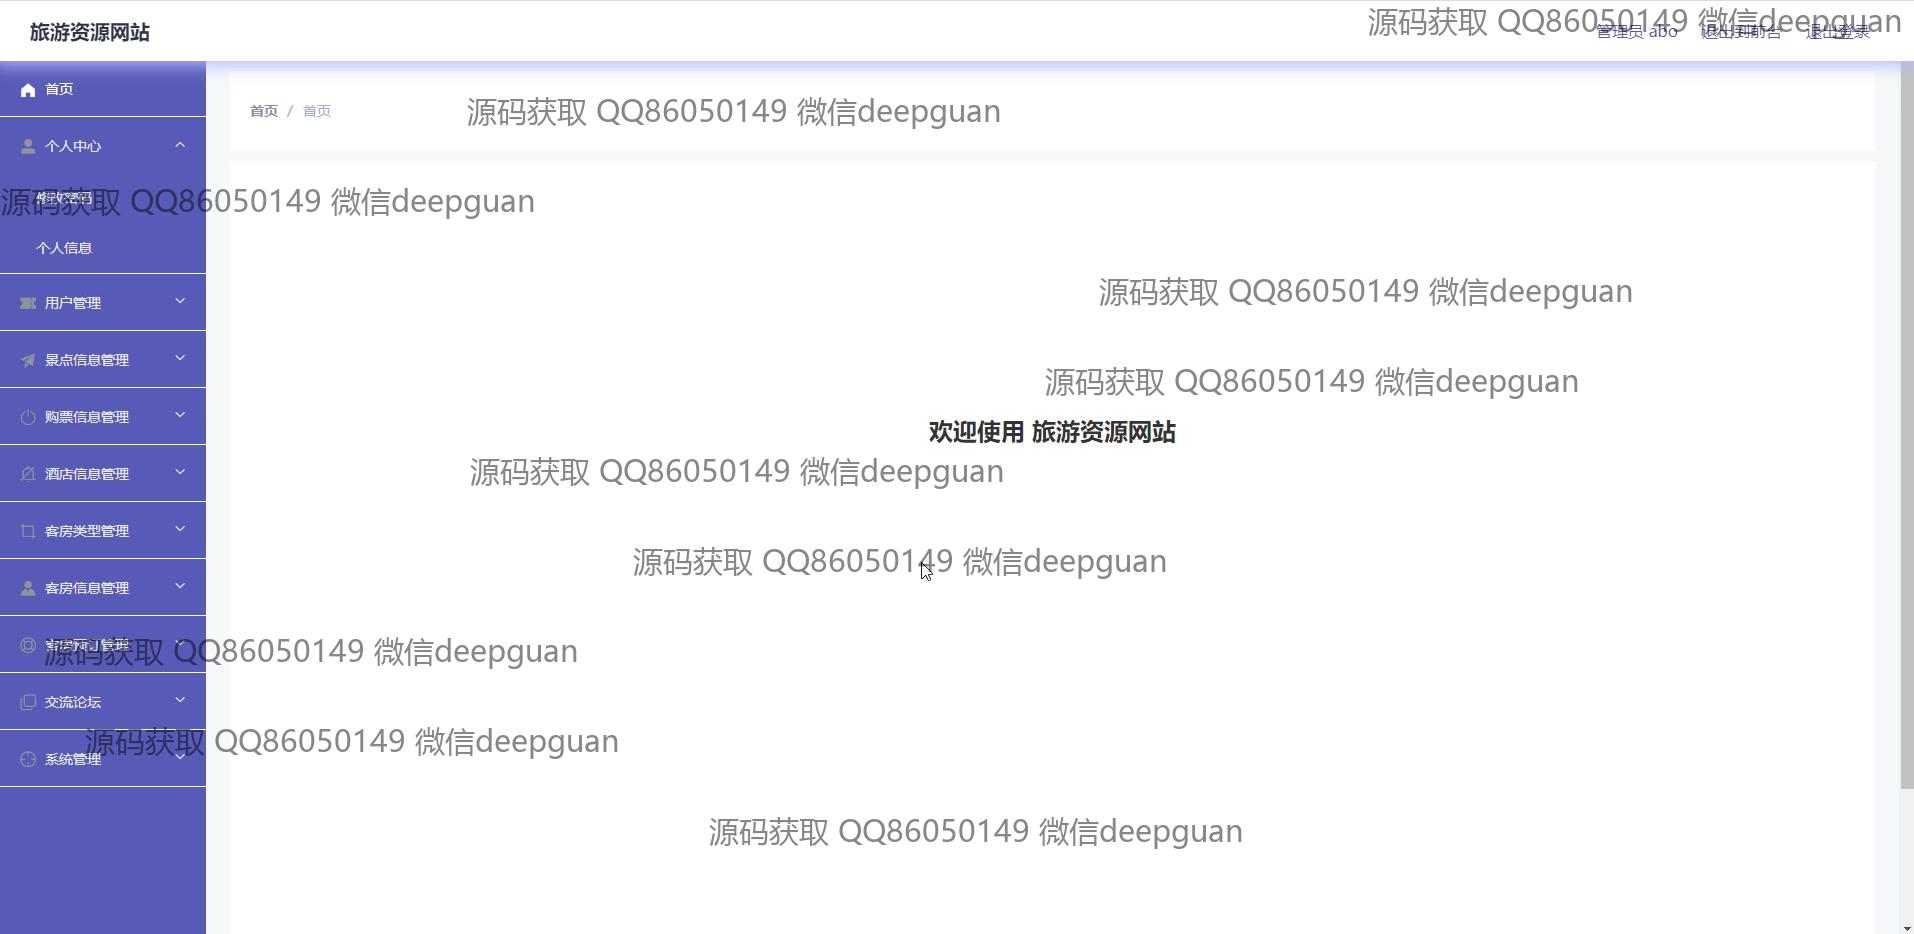 旅游资源网站
源码获取 QQ86050149 微信deepguan
管理员 abo 退出到前台 退出登录
首页
首页 / 首页
源码获取 QQ86050149 微信deepguan
个人中心
修改密码
源码获取 QQ86050149 微信deepguan
个人信息
源码获取 QQ86050149 微信deepguan
用户管理
景点信息管理
源码获取 QQ86050149 微信deepguan
购票信息管理
欢迎使用 旅游资源网站
酒店信息管理
源码获取 QQ86050149 微信deepguan
客房类型管理
源码获取 QQ86050149 微信deepguan
客房信息管理
客房预订管理
源码获取 QQ86050149 微信deepguan
交流论坛
源码获取 QQ86050149 微信deepguan
系统管理
源码获取 QQ86050149 微信deepguan